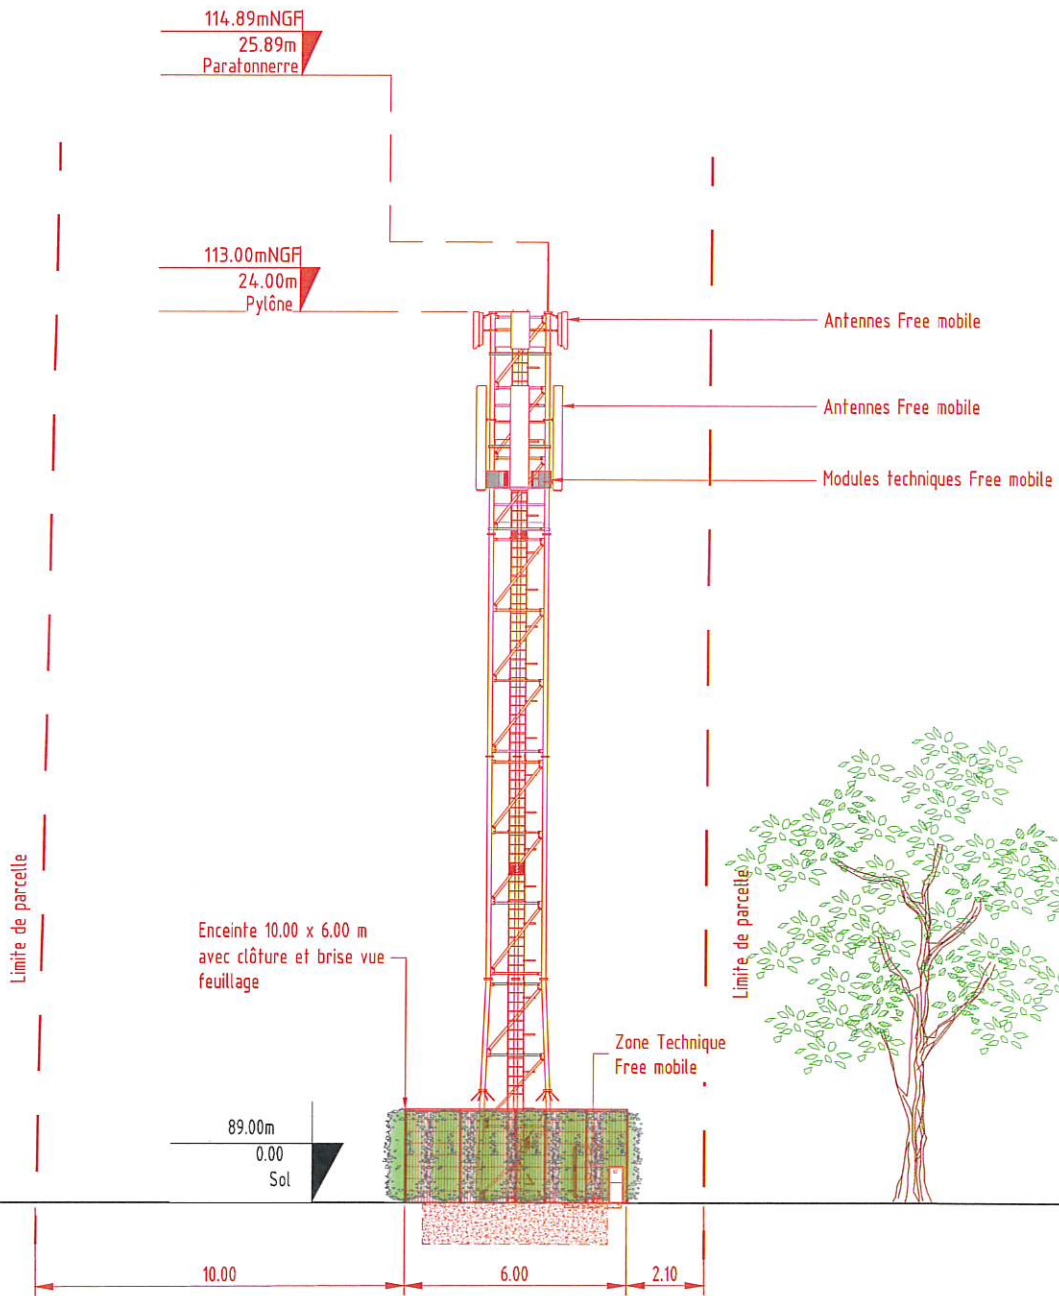 114.89mNGF
25.89m
Paratonnerre
113.00mNGF
24.00m
Pylône
Antennes Free mobile
Antennes Free mobile
Modules techniques Free mobile
Limite de parcelle
Limite de parcelle
Enceinte 10.00 x 6.00 m
avec clôture et brise vue
feuillage
Zone Technique
Free mobile
89.00m
0.00
Sol
10.00
6.00
2.10